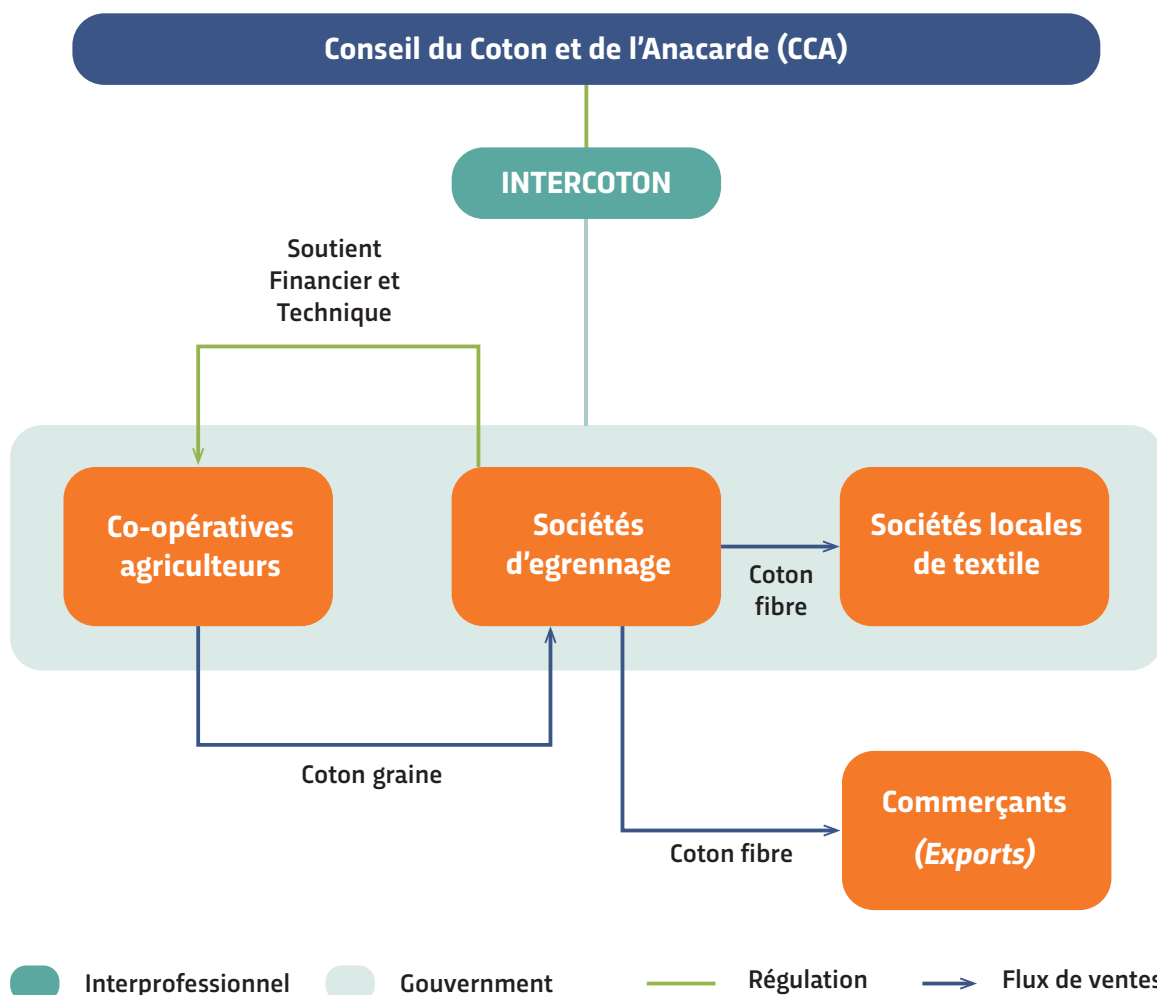 Conseil du Coton et de l'Anacarde (CCA)
INTERCOTON
Soutient
Financier et
Technique
Co-opératives
agriculteurs
Sociétés
d'egrennage
Coton
fibre
Sociétés locales
de textile
Coton graine
Commerçants
(Exports)
Coton fibre
Interprofessionnel
Gouvernment
Régulation
Flux de ventes